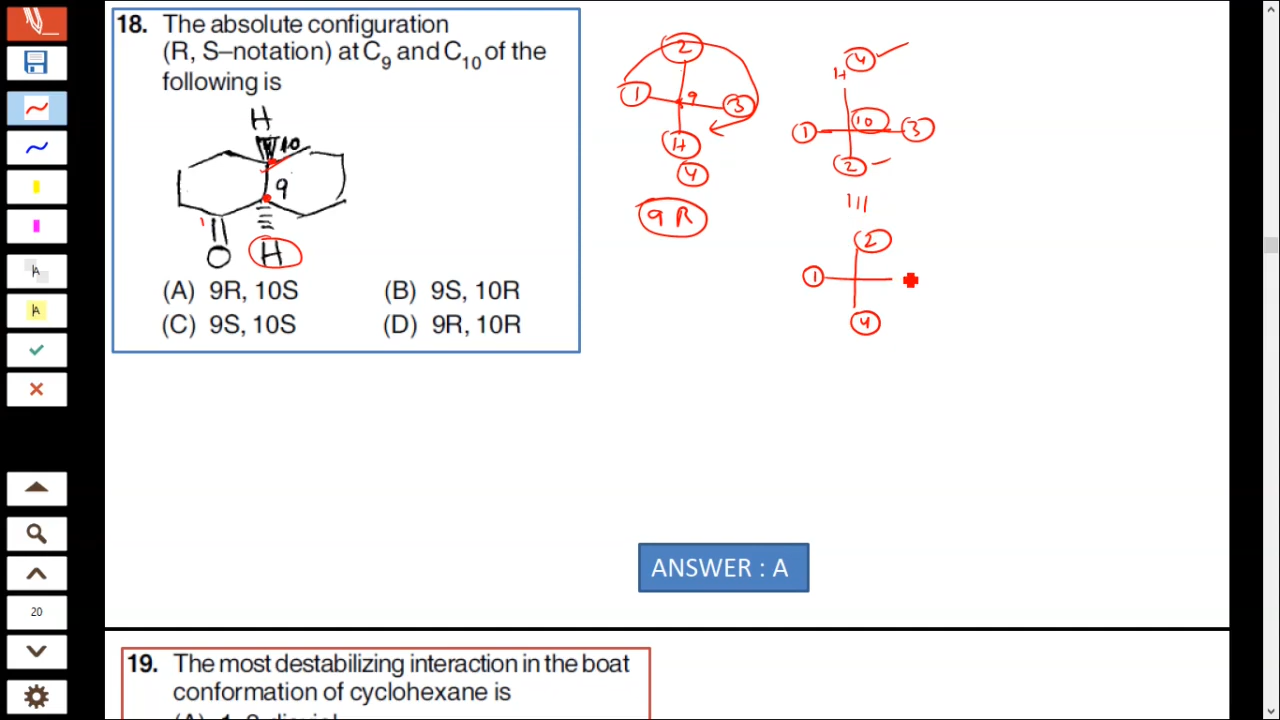 18. The absolute configuration
(R, S–notation) at C₉ and C₁₀ of the
following is
H
10
9
1
O
H
(A) 9R, 10S
(B) 9S, 10R
(C) 9S, 10S
(D) 9R, 10R
2
1
9
3
H
4
9 R
4
H
10
1
3
2
2
1
4
ANSWER : A
19. The most destabilizing interaction in the boat
conformation of cyclohexane is
20